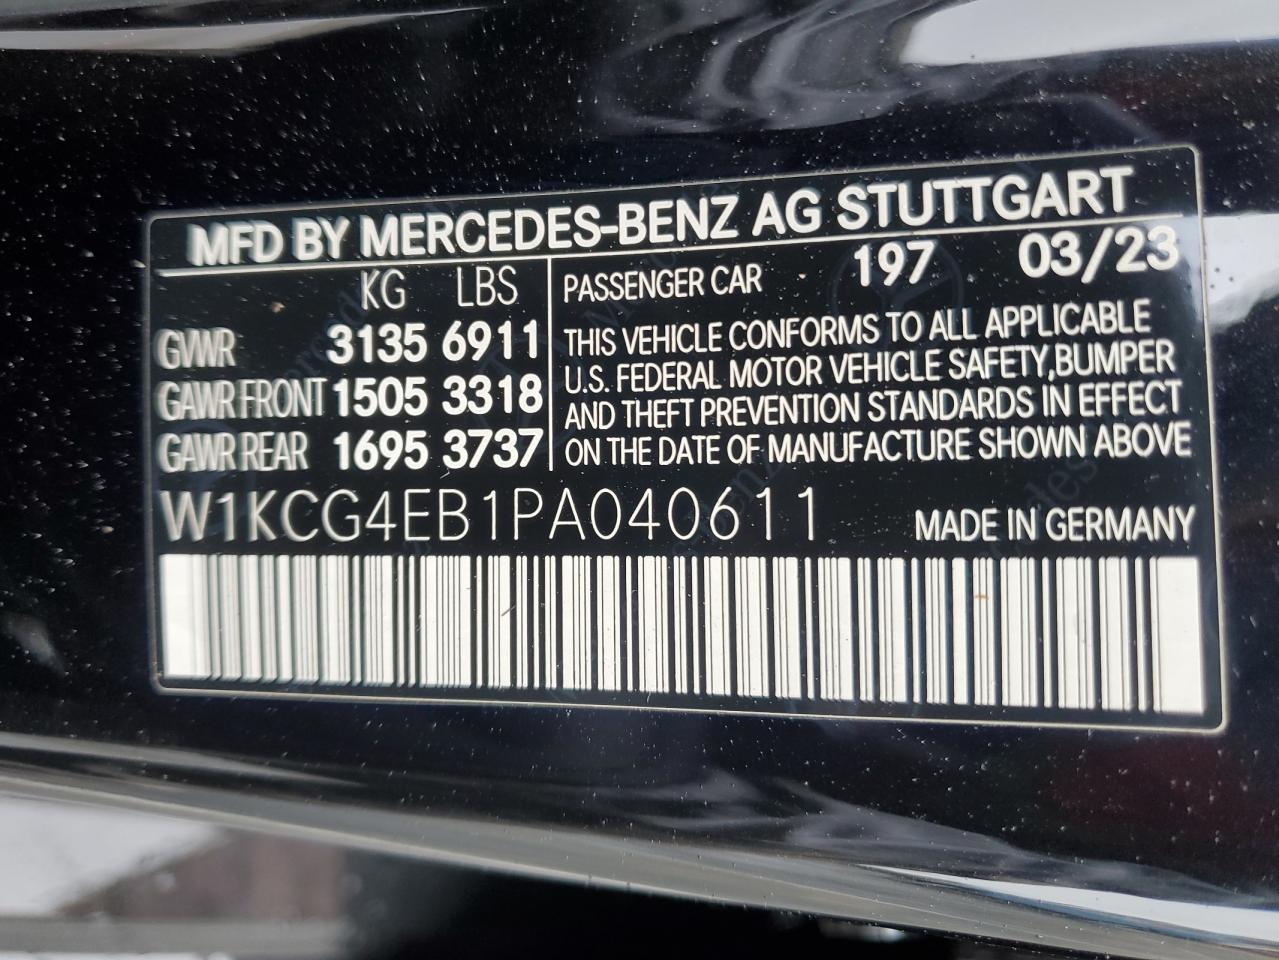 MFD BY MERCEDES-BENZ AG STUTTGART
KG LBS
GVWR 3135 6911
GAWR FRONT 1505 3318
GAWR REAR 1695 3737
PASSENGER CAR 197 03/23
THIS VEHICLE CONFORMS TO ALL APPLICABLE
U.S. FEDERAL MOTOR VEHICLE SAFETY,BUMPER
AND THEFT PREVENTION STANDARDS IN EFFECT
ON THE DATE OF MANUFACTURE SHOWN ABOVE
W1KCG4EB1PA040611
MADE IN GERMANY